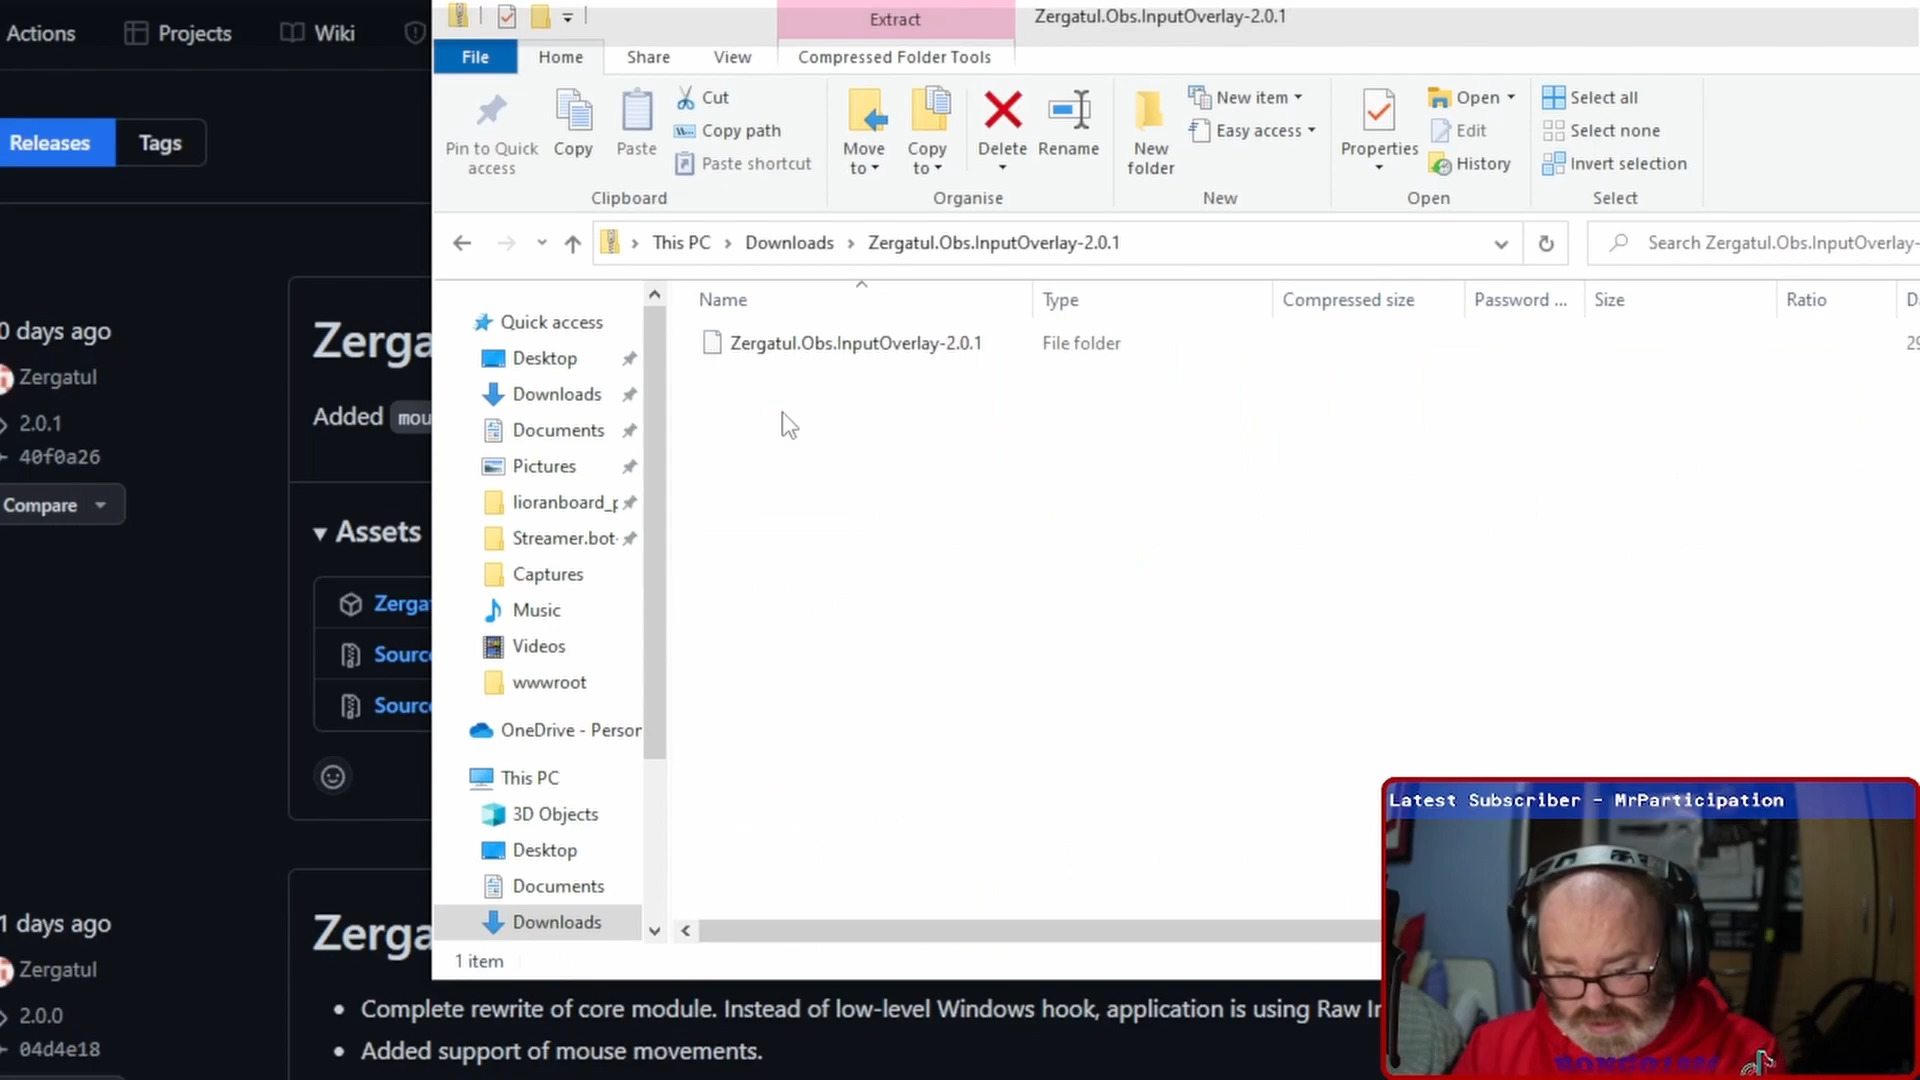 Actions
Projects
Wiki
Releases
Tags
0 days ago
Zergatul
2.0.1
40f0a26
Compare
Zerga
Added mou
Assets
Zerga
Sourc
Sourc
1 days ago
Zergatul
2.0.0
04d4e18
Zerga
Complete rewrite of core module. Instead of low-level Windows hook, application is using Raw I
Added support of mouse movements.
Extract
Zergatul.Obs.InputOverlay-2.0.1
File
Home
Share
View
Compressed Folder Tools
Pin to Quick
access
Copy
Paste
Cut
Copy path
Paste shortcut
Clipboard
Move
to
Copy
to
Delete
Rename
Organise
New
folder
New item
Easy access
New
Properties
Open
Edit
History
Open
Select all
Select none
Invert selection
Select
This PC > Downloads > Zergatul.Obs.InputOverlay-2.0.1
Search Zergatul.Obs.InputOverlay-
Quick access
Desktop
Downloads
Documents
Pictures
lioranboard_p
Streamer.bot-
Captures
Music
Videos
wwwroot
OneDrive - Person
This PC
3D Objects
Desktop
Documents
Downloads
Name Type Compressed size Password ... Size Ratio D
Zergatul.Obs.InputOverlay-2.0.1 File folder 29
1 item
Latest Subscriber - MrParticipation